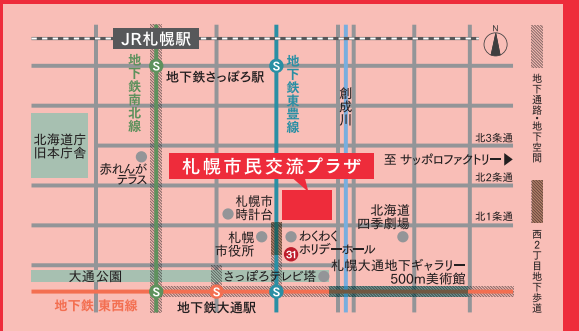 N
JR札幌駅
S
S
地下鉄さっぽろ駅
地下鉄南北線
地下鉄東豊線
創成川
地下通路・地下空間
北海道庁
旧本庁舎
赤れんが
テラス
北3条通
至 サッポロファクトリー▶
札幌市民交流プラザ
北2条通
札幌市
時計台
北海道
四季劇場
北1条通
西2丁目地下歩道
札幌
市役所
わくわく
ホリデーホール
31
札幌大通地下ギャラリー
500m美術館
大通公園
さっぽろテレビ塔
S
S
S
地下鉄東西線
地下鉄大通駅